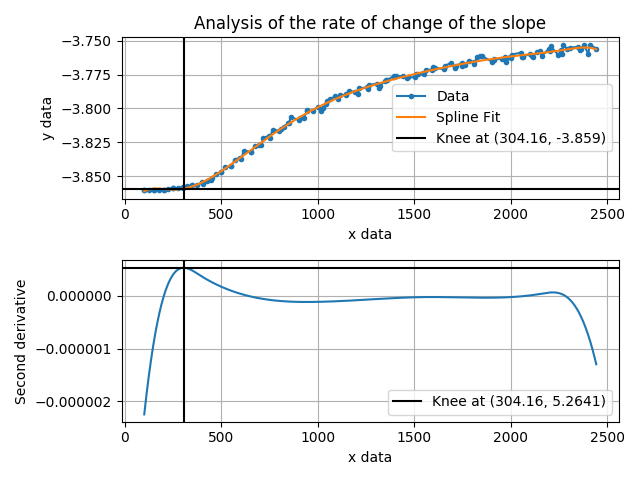 Analysis of the rate of change of the slope
−3.750
−3.775
−3.800
−3.825
−3.850
y data
Data
Spline Fit
Knee at (304.16, -3.859)
0
500
1000
1500
2000
2500
x data
0.000000
−0.000001
−0.000002
Second derivative
Knee at (304.16, 5.2641)
0
500
1000
1500
2000
2500
x data